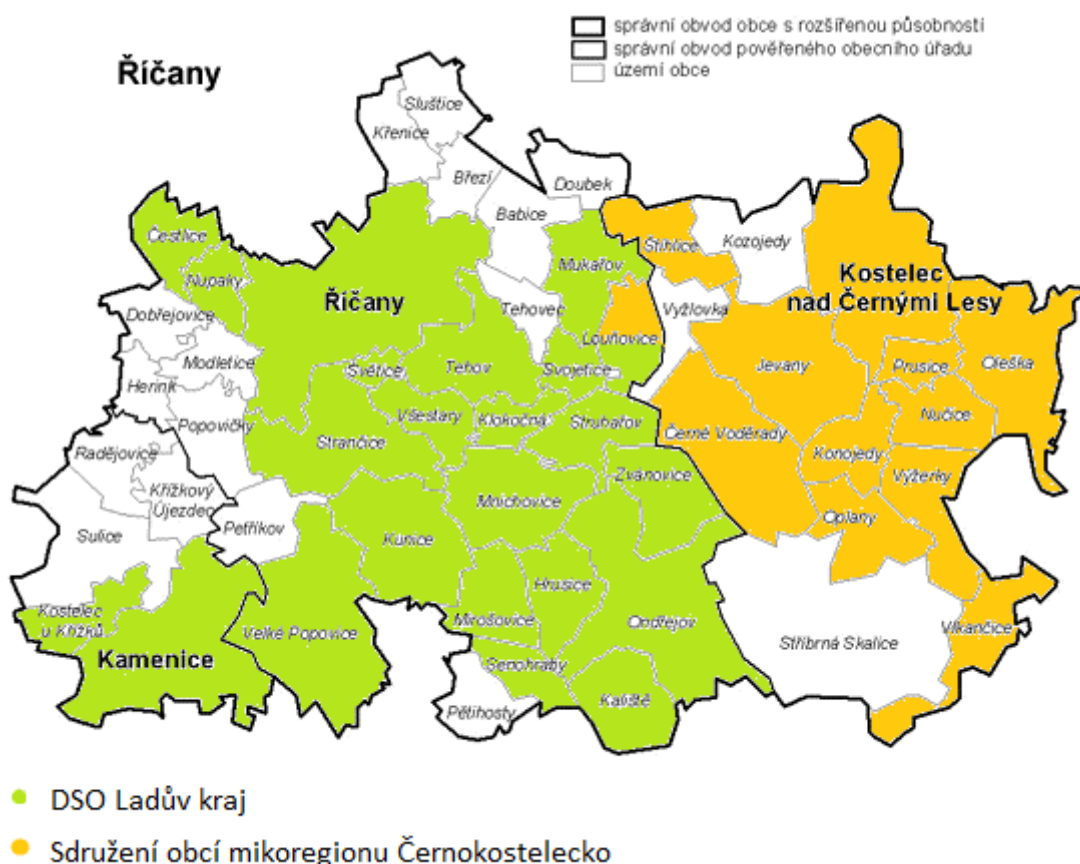 Říčany
správní obvod obce s rozšířenou působností
správní obvod pověřeného obecního úřadu
území obce
Sluštice
Křenice
Březí
Doubek
Babice
Čestlice
Štíhlice
Kozojedy
Nupaky
Mukařov
Kostelec
nad Černými Lesy
Říčany
Dobřejovice
Tehovec
Vyžlovka
Louňovice
Modletice
Světice
Tehov
Svojetice
Jevany
Prusice
Oleška
Herink
Popovičky
Všestary
Klokočná
Struhařov
Nučice
Strančice
Černé Voděrady
Radějovice
Konojedy
Výžerky
Zvánovice
Křížkový
Újezdec
Mnichovice
Oplany
Sulice
Petříkov
Kunice
Hrusice
Kostelec
u Křížků
Mirošovice
Ondřejov
Velké Popovice
Vlkančice
Stříbrná Skalice
Kamenice
Senohraby
Kaliště
Pětihosty
DSO Ladův kraj
Sdružení obcí mikoregionu Černokostelecko